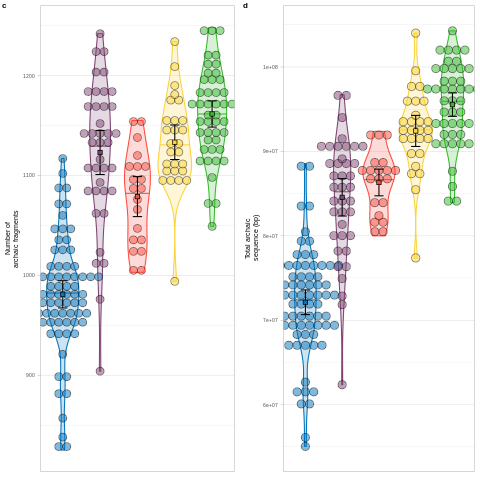 c
d
Number of
archaic fragments
1200
1100
1000
900
Total archaic
sequence (bp)
1e+08
9e+07
8e+07
7e+07
6e+07